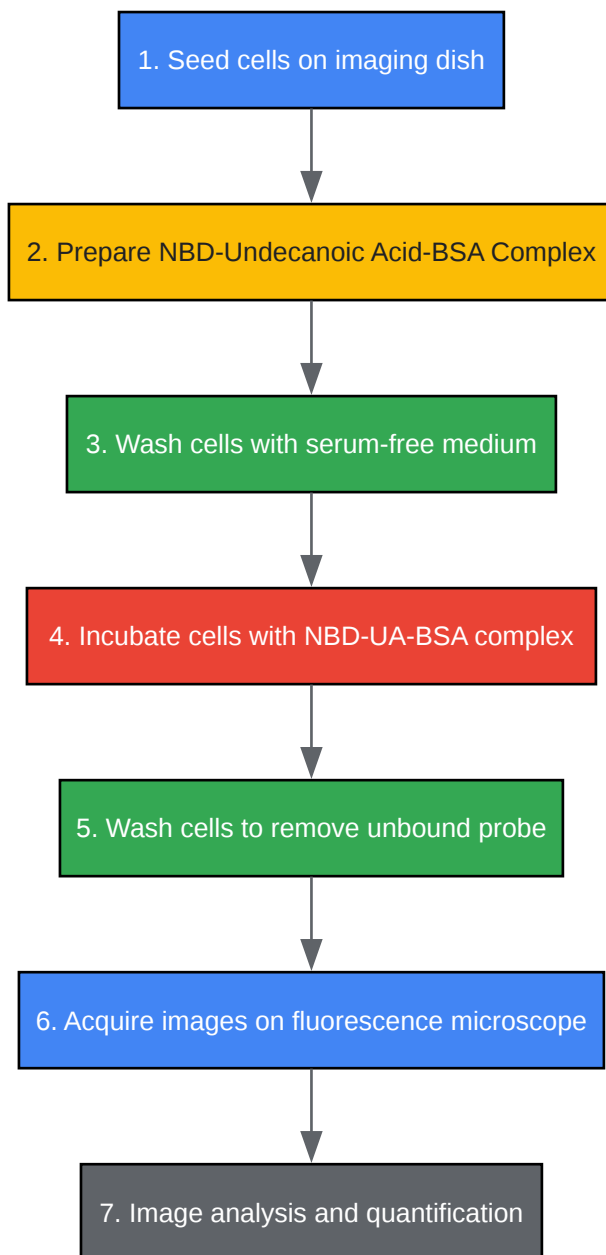 1. Seed cells on imaging dish
2. Prepare NBD-Undecanoic Acid-BSA Complex
3. Wash cells with serum-free medium
4. Incubate cells with NBD-UA-BSA complex
5. Wash cells to remove unbound probe
6. Acquire images on fluorescence microscope
7. Image analysis and quantification